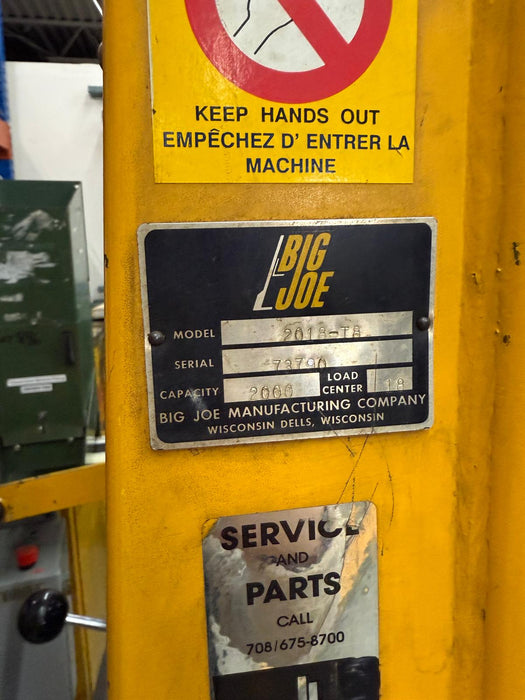 KEEP HANDS OUT
EMPÊCHEZ D' ENTRER LA
MACHINE
BIG
JOE
MODEL 2018-T8
SERIAL 73790
CAPACITY 2000 LOAD CENTER 18
BIG JOE MANUFACTURING COMPANY
WISCONSIN DELLS, WISCONSIN
SERVICE
AND
PARTS
CALL
708/675-8700